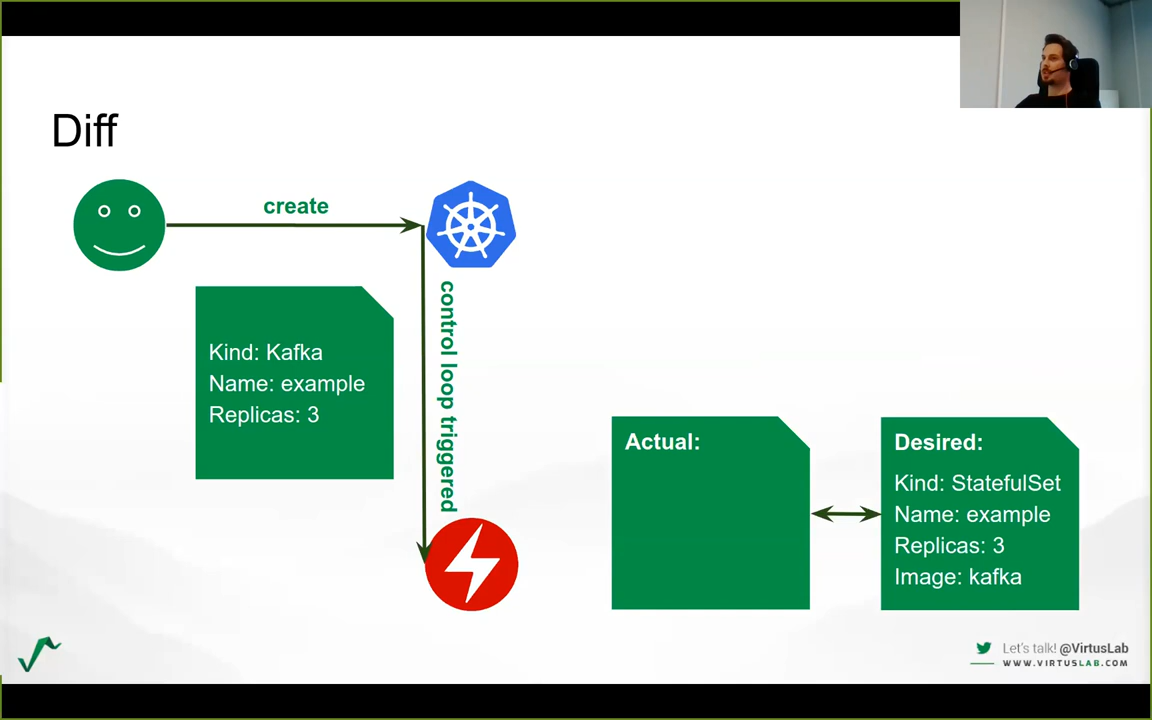 Diff
create
Kind: Kafka
Name: example
Replicas: 3
control loop triggered
Actual:
Desired:
Kind: StatefulSet
Name: example
Replicas: 3
Image: kafka
Let's talk! @VirtusLab
WWW.VIRTUSLAB.COM